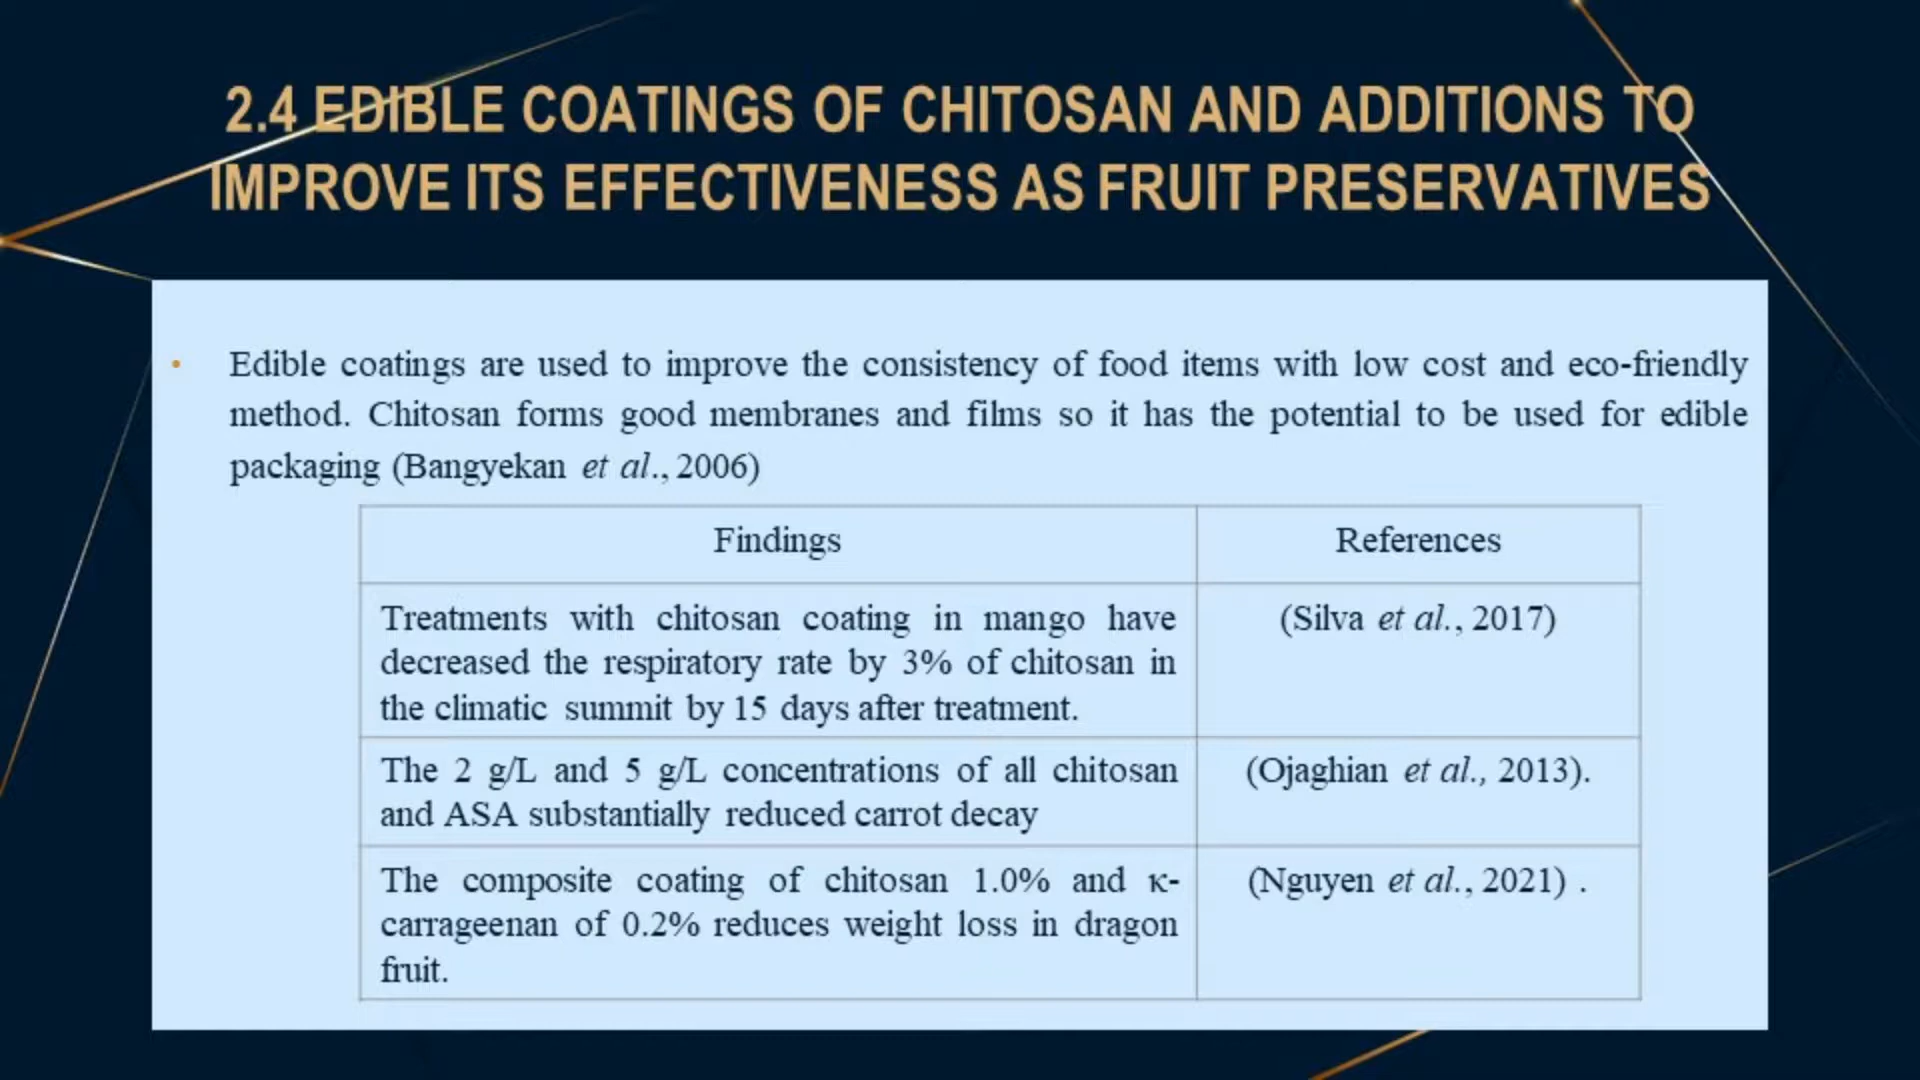 2.4 EDIBLE COATINGS OF CHITOSAN AND ADDITIONS TO
IMPROVE ITS EFFECTIVENESS AS FRUIT PRESERVATIVES
• Edible coatings are used to improve the consistency of food items with low cost and eco-friendly
method. Chitosan forms good membranes and films so it has the potential to be used for edible
packaging (Bangyekan et al., 2006)
Findings
References
Treatments with chitosan coating in mango have
decreased the respiratory rate by 3% of chitosan in
the climatic summit by 15 days after treatment.
(Silva et al., 2017)
The 2 g/L and 5 g/L concentrations of all chitosan
and ASA substantially reduced carrot decay
(Ojaghian et al., 2013).
The composite coating of chitosan 1.0% and κ-
carrageenan of 0.2% reduces weight loss in dragon
fruit.
(Nguyen et al., 2021) .